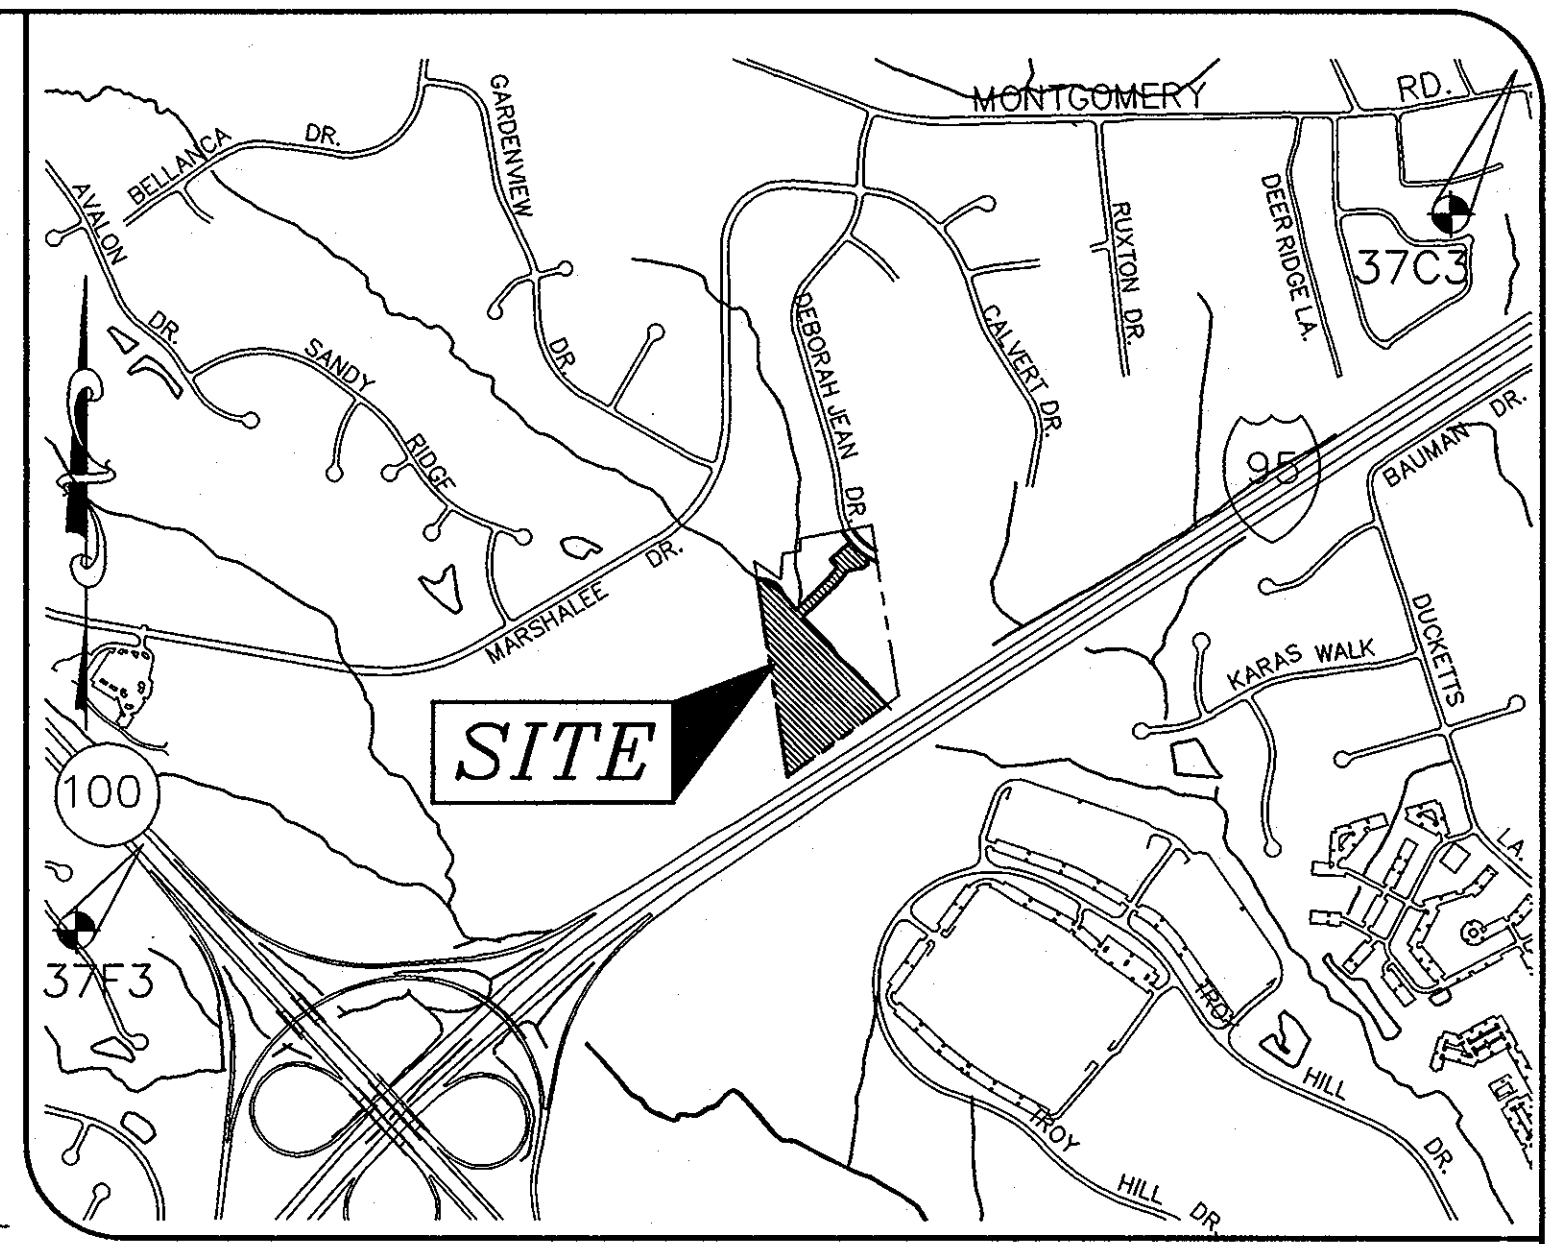 MONTGOMERY RD.
GARDENVIEW DR.
BELLANCA DR.
AVALON DR.
SANDY RIDGE
MARSHALEE DR.
DEBORAH JEAN DR.
CALVERT DR.
RUXTON DR.
DEER RIDGE LA.
37C3
95
BAUMAN DR.
DUCKETTS LA.
KARAS WALK
SITE
100
37F3
TROY HILL DR.
TROY HILL DR.